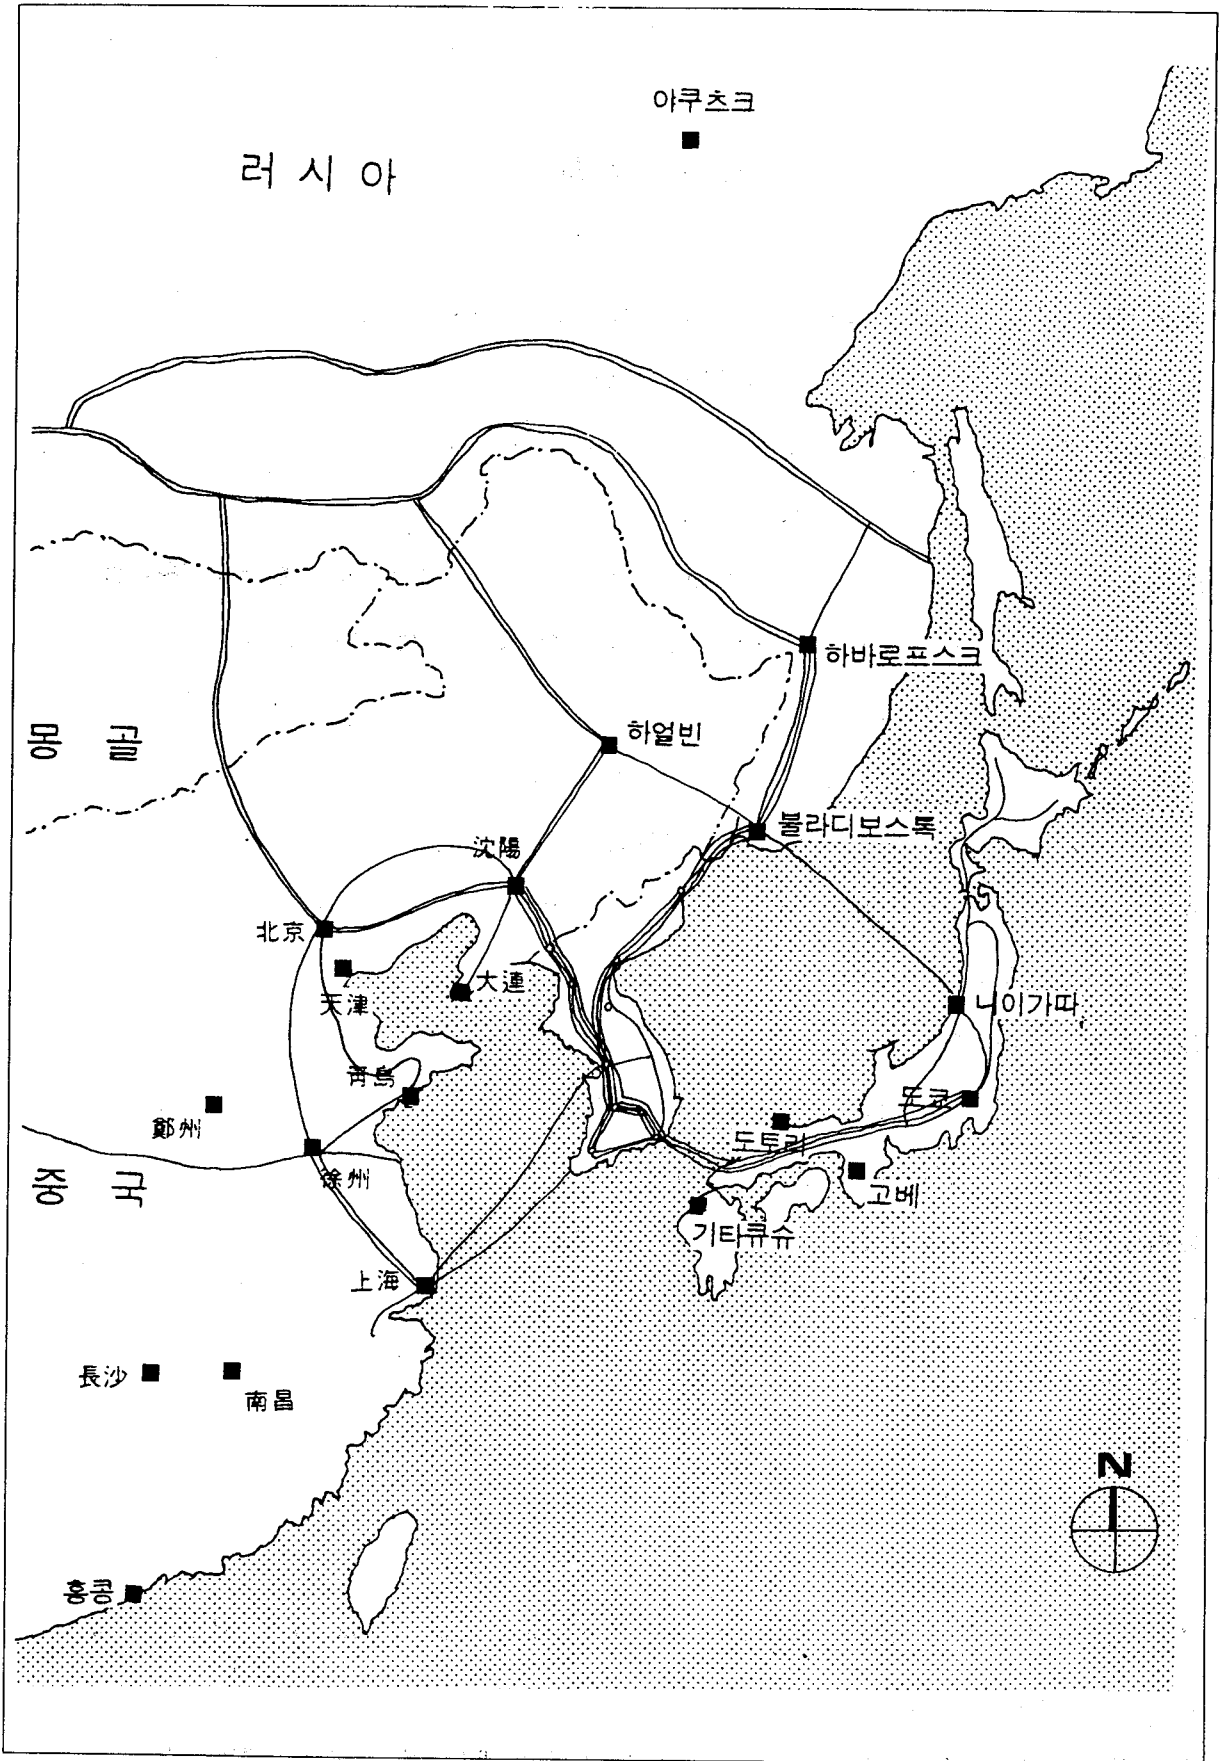 야쿠츠크
러 시 아
하바로프스크
몽 골
하얼빈
블라디보스톡
沈陽
北京
大連
天津
니이가따
靑島
도쿄
鄭州
도토리
중 국
徐州
고베
기타큐슈
上海
長沙
南昌
N
홍콩